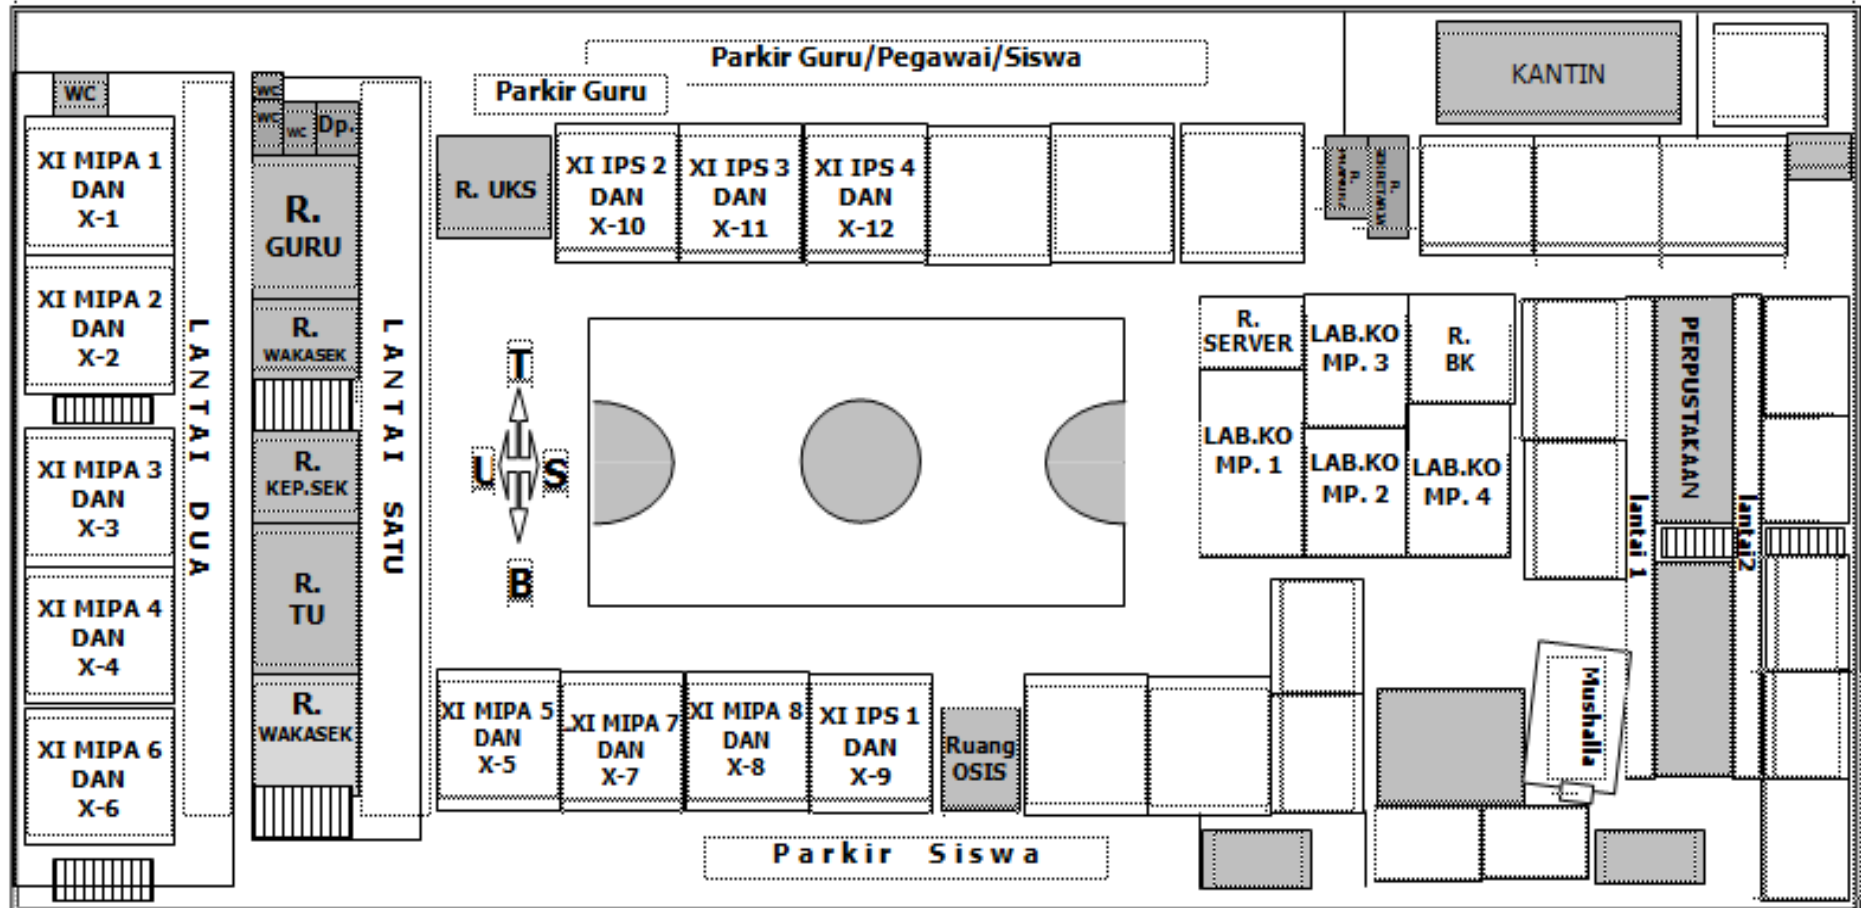 Parkir Guru/Pegawai/Siswa
Parkir Guru
KANTIN
WC
XI MIPA 1
DAN
X-1
XI MIPA 2
DAN
X-2
XI MIPA 3
DAN
X-3
XI MIPA 4
DAN
X-4
XI MIPA 6
DAN
X-6
LANTAI DUA
WC
WC
WC
Dp.
R.
GURU
R.
WAKASEK
R.
KEP.SEK
R.
TU
R.
WAKASEK
LANTAI SATU
R. UKS
XI IPS 2
DAN
X-10
XI IPS 3
DAN
X-11
XI IPS 4
DAN
X-12
R.
R.
T
U
S
B
R.
SERVER
LAB.KO
MP. 1
LAB.KO
MP. 3
LAB.KO
MP. 2
R.
BK
LAB.KO
MP. 4
PERPUSTAKAAN
lantai 1
lantai2
Mushalla
XI MIPA 5
DAN
X-5
XI MIPA 7
DAN
X-7
XI MIPA 8
DAN
X-8
XI IPS 1
DAN
X-9
Ruang
OSIS
Parkir Siswa